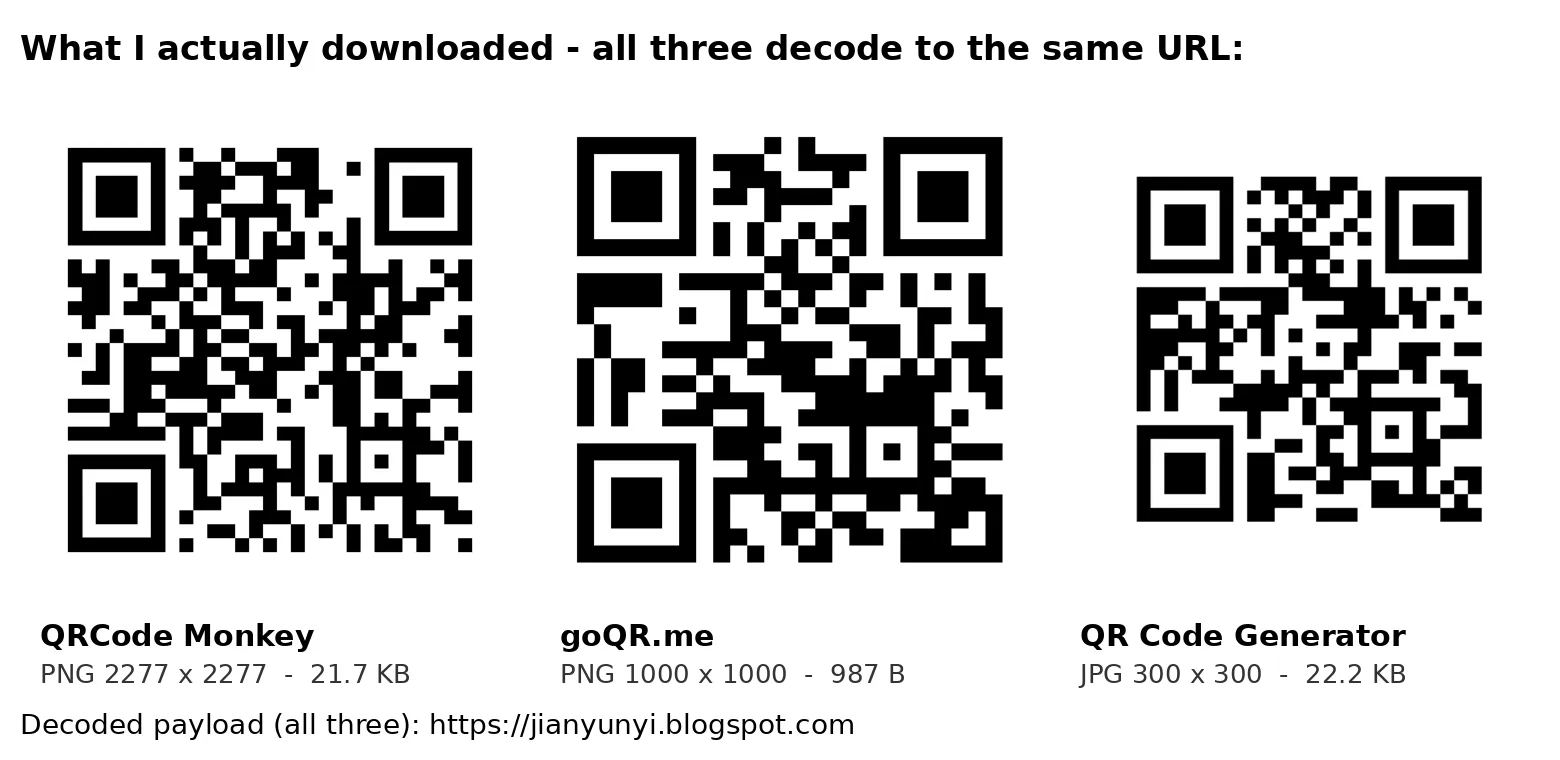 What I actually downloaded - all three decode to the same URL:
QRCode Monkey
PNG 2277 x 2277 - 21.7 KB
goQR.me
PNG 1000 x 1000 - 987 B
QR Code Generator
JPG 300 x 300 - 22.2 KB
Decoded payload (all three): https://jianyunyi.blogspot.com